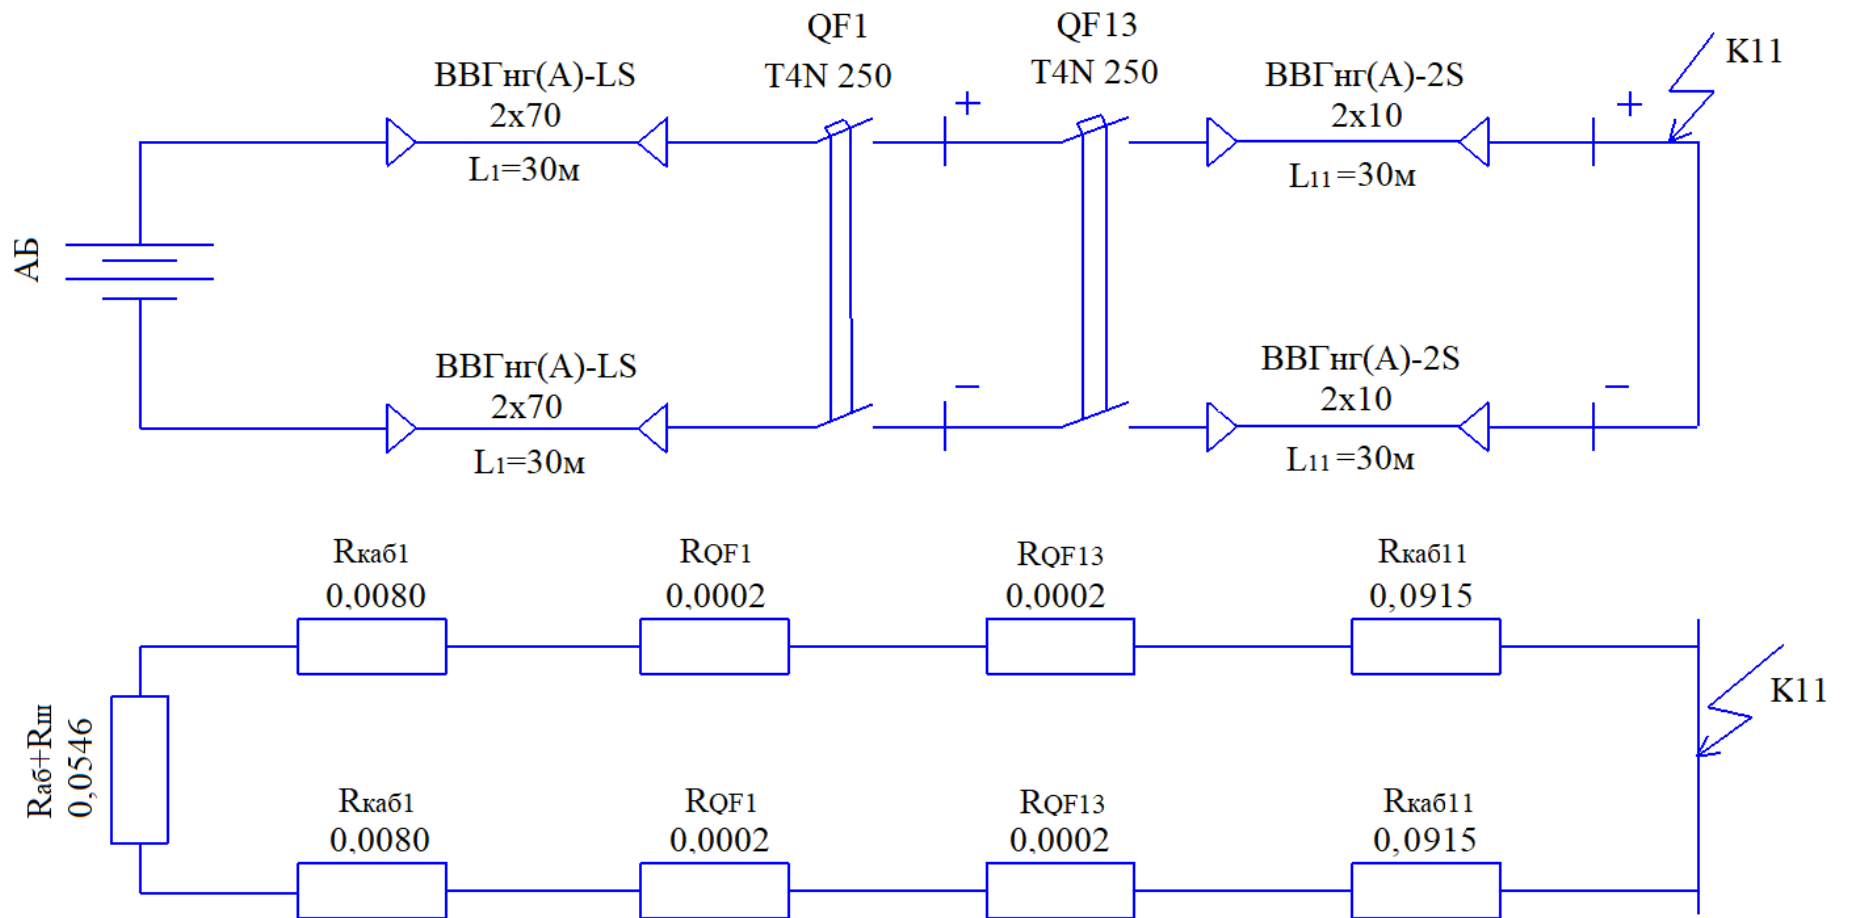 QF1
QF13
T4N 250
T4N 250
ВВГнг(А)-LS
2х70
L1=30м
ВВГнг(А)-2S
2х10
L11=30м
К11
+
+
АБ
ВВГнг(А)-LS
2х70
L1=30м
ВВГнг(А)-2S
2х10
L11=30м
–
–
Rкаб1
0,0080
RQF1
0,0002
RQF13
0,0002
Rкаб11
0,0915
Rаб+Rш
0,0546
К11
Rкаб1
0,0080
RQF1
0,0002
RQF13
0,0002
Rкаб11
0,0915